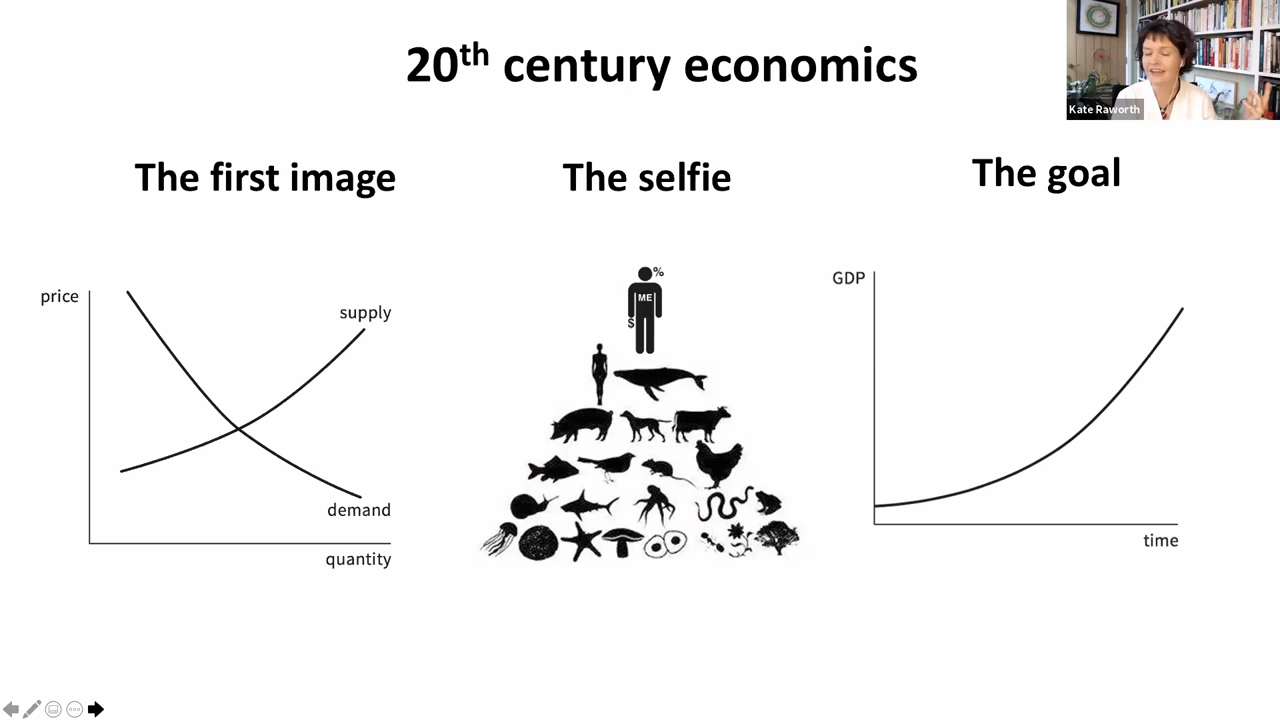 20th century economics
Kate Raworth
The first image
The selfie
The goal
price
supply
demand
quantity
%
ME
$
GDP
time